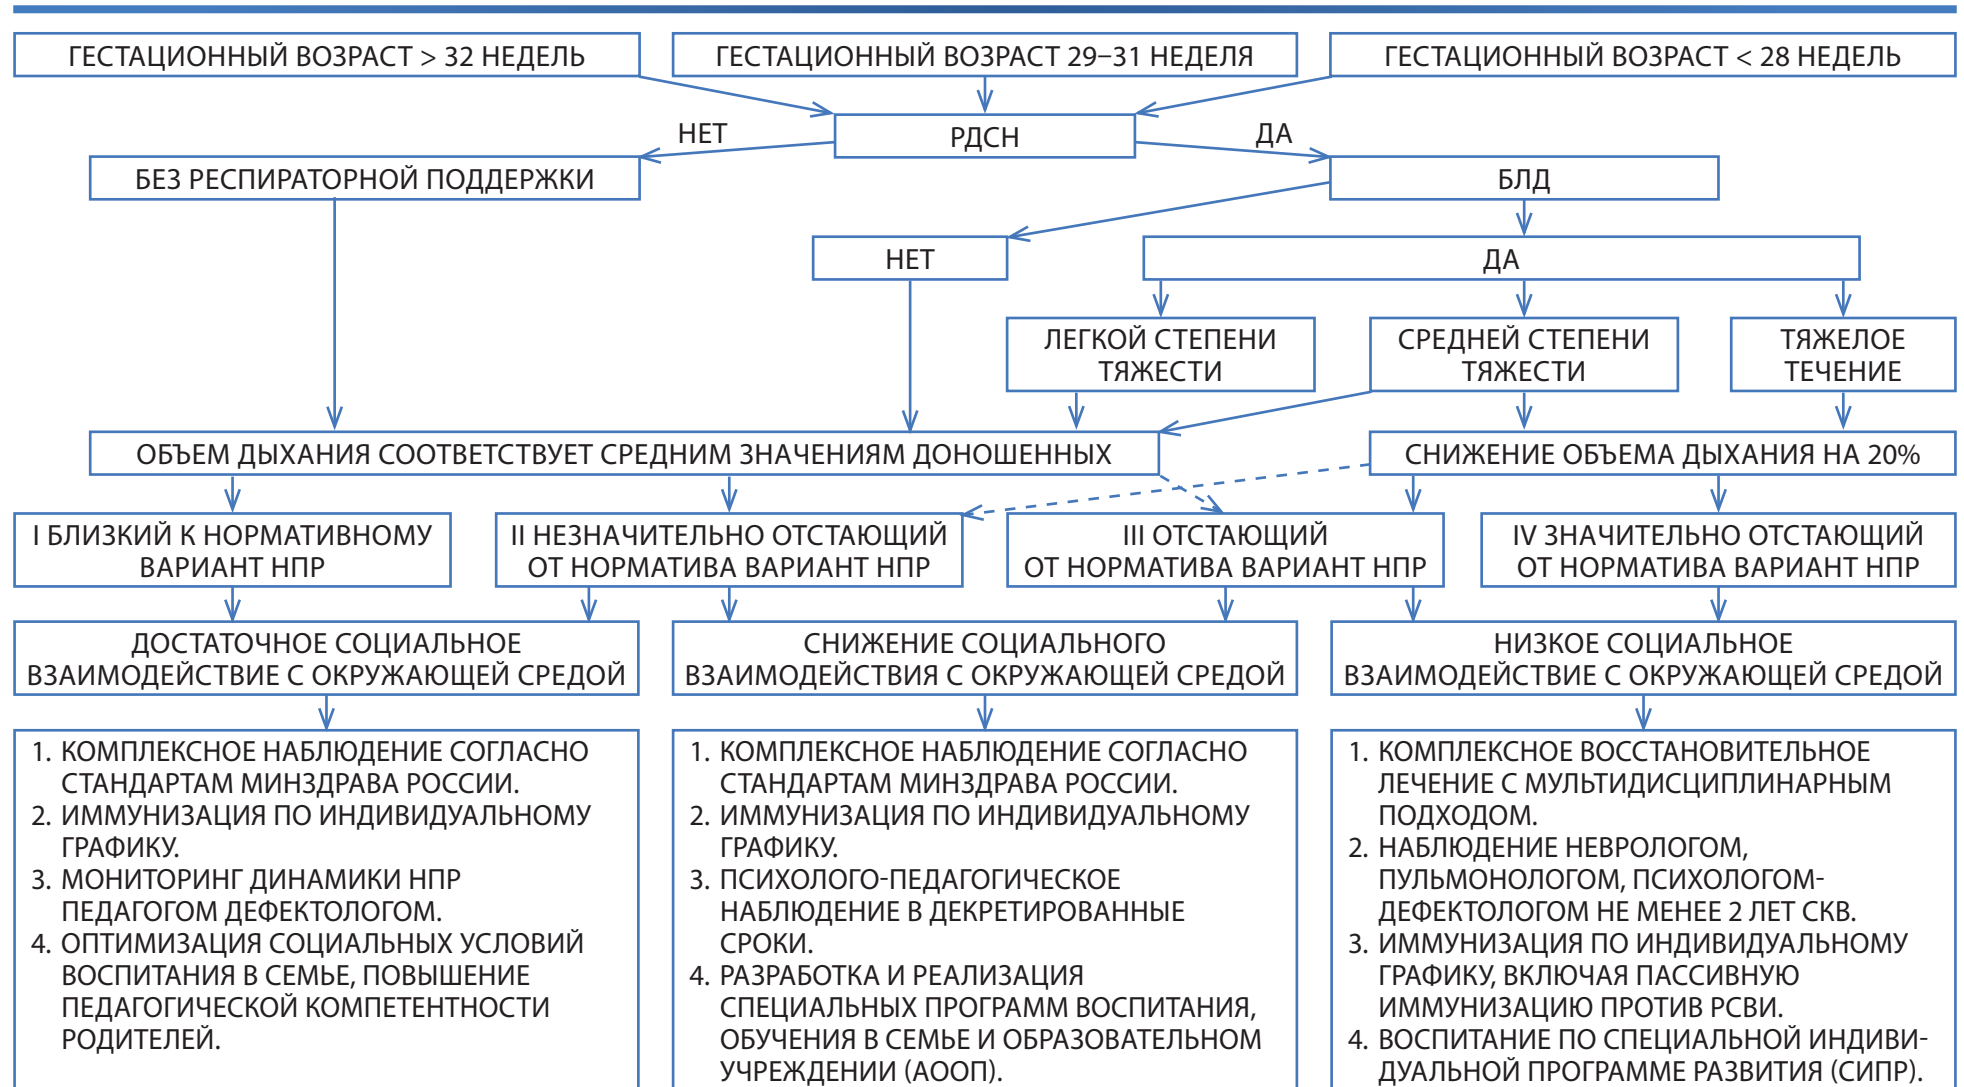 ГЕСТАЦИОННЫЙ ВОЗРАСТ > 32 НЕДЕЛЬ
ГЕСТАЦИОННЫЙ ВОЗРАСТ 29–31 НЕДЕЛЯ
ГЕСТАЦИОННЫЙ ВОЗРАСТ < 28 НЕДЕЛЬ
НЕТ
РДСН
ДА
БЕЗ РЕСПИРАТОРНОЙ ПОДДЕРЖКИ
БЛД
НЕТ
ДА
ЛЕГКОЙ СТЕПЕНИ
ТЯЖЕСТИ
СРЕДНЕЙ СТЕПЕНИ
ТЯЖЕСТИ
ТЯЖЕЛОЕ
ТЕЧЕНИЕ
ОБЪЕМ ДЫХАНИЯ СООТВЕТСТВУЕТ СРЕДНИМ ЗНАЧЕНИЯМ ДОНОШЕННЫХ
СНИЖЕНИЕ ОБЪЕМА ДЫХАНИЯ НА 20%
I БЛИЗКИЙ К НОРМАТИВНОМУ
ВАРИАНТ НПР
II НЕЗНАЧИТЕЛЬНО ОТСТАЮЩИЙ
ОТ НОРМАТИВА ВАРИАНТ НПР
III ОТСТАЮЩИЙ
ОТ НОРМАТИВА ВАРИАНТ НПР
IV ЗНАЧИТЕЛЬНО ОТСТАЮЩИЙ
ОТ НОРМАТИВА ВАРИАНТ НПР
ДОСТАТОЧНОЕ СОЦИАЛЬНОЕ
ВЗАИМОДЕЙСТВИЕ С ОКРУЖАЮЩЕЙ СРЕДОЙ
СНИЖЕНИЕ СОЦИАЛЬНОГО
ВЗАИМОДЕЙСТВИЯ С ОКРУЖАЮЩЕЙ СРЕДОЙ
НИЗКОЕ СОЦИАЛЬНОЕ
ВЗАИМОДЕЙСТВИЕ С ОКРУЖАЮЩЕЙ СРЕДОЙ
1. КОМПЛЕКСНОЕ НАБЛЮДЕНИЕ СОГЛАСНО
СТАНДАРТАМ МИНЗДРАВА РОССИИ.
2. ИММУНИЗАЦИЯ ПО ИНДИВИДУАЛЬНОМУ
ГРАФИКУ.
3. МОНИТОРИНГ ДИНАМИКИ НПР
ПЕДАГОГОМ ДЕФЕКТОЛОГОМ.
4. ОПТИМИЗАЦИЯ СОЦИАЛЬНЫХ УСЛОВИЙ
ВОСПИТАНИЯ В СЕМЬЕ, ПОВЫШЕНИЕ
ПЕДАГОГИЧЕСКОЙ КОМПЕТЕНТНОСТИ
РОДИТЕЛЕЙ.
1. КОМПЛЕКСНОЕ НАБЛЮДЕНИЕ СОГЛАСНО
СТАНДАРТАМ МИНЗДРАВА РОССИИ.
2. ИММУНИЗАЦИЯ ПО ИНДИВИДУАЛЬНОМУ
ГРАФИКУ.
3. ПСИХОЛОГО-ПЕДАГОГИЧЕСКОЕ
НАБЛЮДЕНИЕ В ДЕКРЕТИРОВАННЫЕ
СРОКИ.
4. РАЗРАБОТКА И РЕАЛИЗАЦИЯ
СПЕЦИАЛЬНЫХ ПРОГРАММ ВОСПИТАНИЯ,
ОБУЧЕНИЯ В СЕМЬЕ И ОБРАЗОВАТЕЛЬНОМ
УЧРЕЖДЕНИИ (АООП).
1. КОМПЛЕКСНОЕ ВОССТАНОВИТЕЛЬНОЕ
ЛЕЧЕНИЕ С МУЛЬТИДИСЦИПЛИНАРНЫМ
ПОДХОДОМ.
2. НАБЛЮДЕНИЕ НЕВРОЛОГОМ,
ПУЛЬМОНОЛОГОМ, ПСИХОЛОГОМ-
ДЕФЕКТОЛОГОМ НЕ МЕНЕЕ 2 ЛЕТ СКВ.
3. ИММУНИЗАЦИЯ ПО ИНДИВИДУАЛЬНОМУ
ГРАФИКУ, ВКЛЮЧАЯ ПАССИВНУЮ
ИММУНИЗАЦИЮ ПРОТИВ РСВИ.
4. ВОСПИТАНИЕ ПО СПЕЦИАЛЬНОЙ ИНДИВИ-
ДУАЛЬНОЙ ПРОГРАММЕ РАЗВИТИЯ (СИПР).